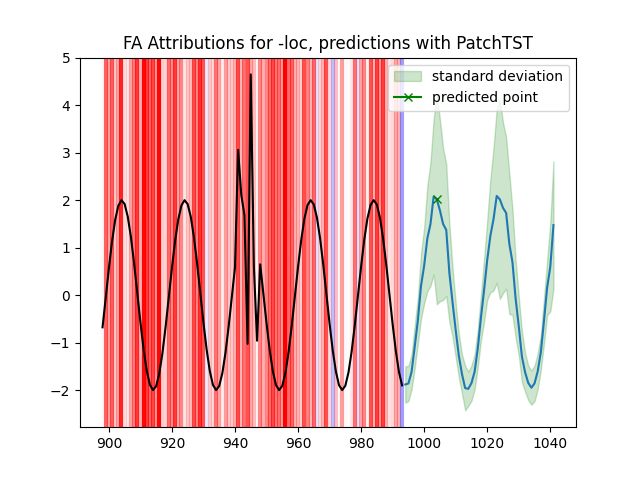 FA Attributions for -loc, predictions with PatchTST
standard deviation
predicted point
5
4
3
2
1
0
−1
−2
900 920 940 960 980 1000 1020 1040